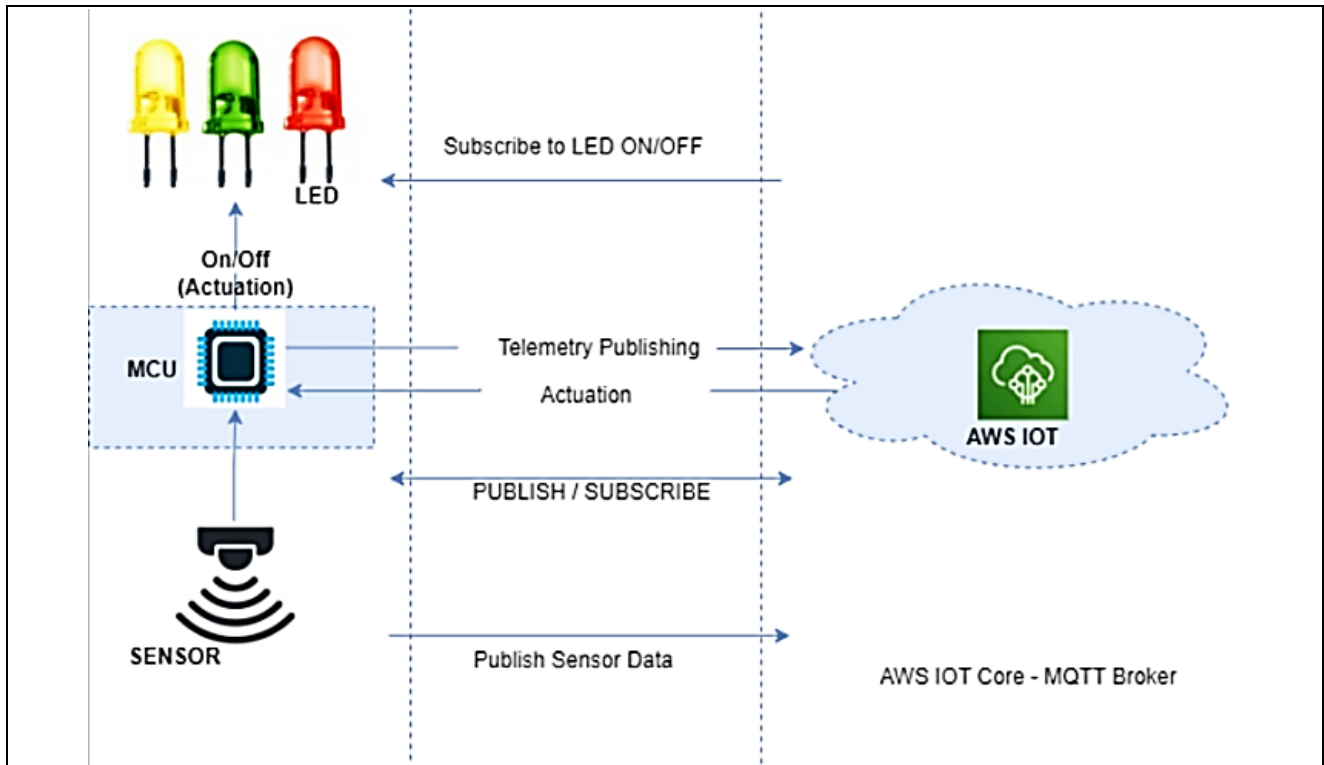 LED
Subscribe to LED ON/OFF
On/Off
(Actuation)
MCU
Telemetry Publishing
Actuation
AWS IOT
PUBLISH / SUBSCRIBE
SENSOR
Publish Sensor Data
AWS IOT Core - MQTT Broker